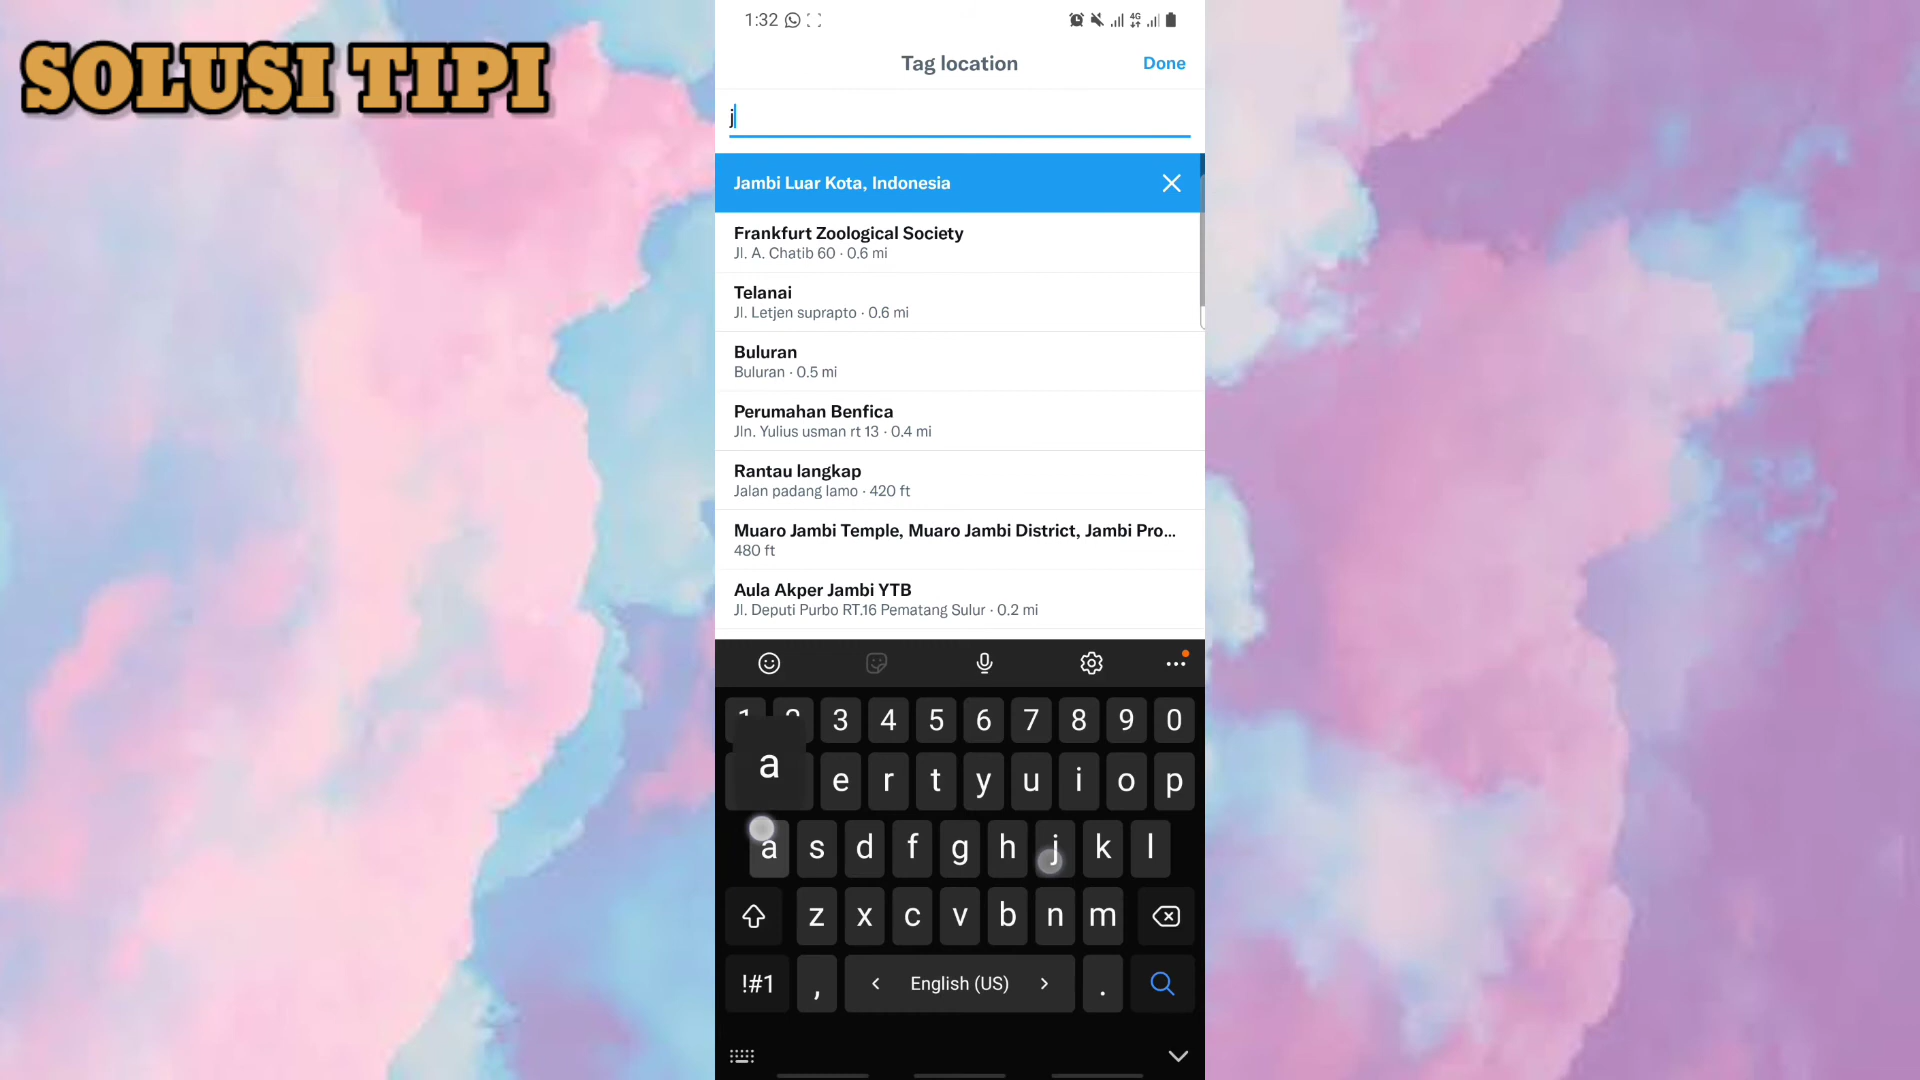 SOLUSI TIPI
1:32
4G
Tag location
Done
j
Jambi Luar Kota, Indonesia
Frankfurt Zoological Society
Jl. A. Chatib 60 · 0.6 mi
Telanai
Jl. Letjen suprapto · 0.6 mi
Buluran
Buluran · 0.5 mi
Perumahan Benfica
Jln. Yulius usman rt 13 · 0.4 mi
Rantau langkap
Jalan padang lamo · 420 ft
Muaro Jambi Temple, Muaro Jambi District, Jambi Pro...
480 ft
Aula Akper Jambi YTB
Jl. Deputi Purbo RT.16 Pematang Sulur · 0.2 mi
1 2 3 4 5 6 7 8 9 0
a
e r t y u i o p
a s d f g h j k l
z x c v b n m
!#1 , < English (US) > .